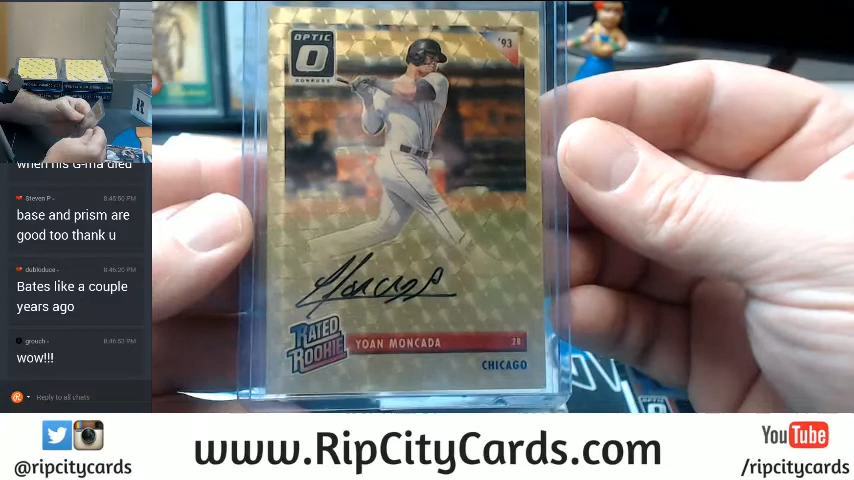 when his G-ma died
Steven P - 8:45:50 PM
base and prism are
good too thank u
dubloduce - 8:46:20 PM
Bates like a couple
years ago
grouch - 8:46:53 PM
wow!!!
Reply to all chats
OPTIC
O
DONRUSS
'93
Moncada
RATED
ROOKIE
YOAN MONCADA 2B
CHICAGO
R
@ripcitycards
www.RipCityCards.com
YouTube
/ripcitycards